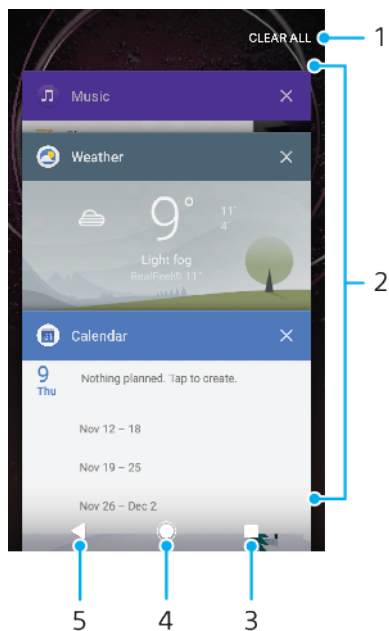 CLEAR ALL
1
Music
Weather
2
9°
11°
4°
Light fog
RealFeel® 11°
Calendar
9
Thu
Nothing planned. Tap to create.
Nov 12 – 18
Nov 19 – 25
Nov 26 – Dec 2
5
4
3